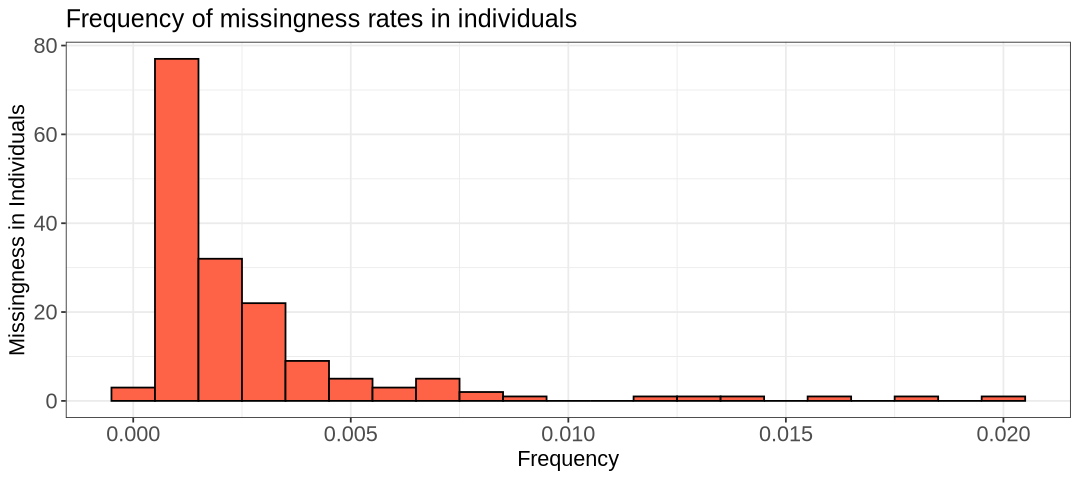 Frequency of missingness rates in individuals
Missingness in Individuals
80
60
40
20
0
0.000 0.005 0.010 0.015 0.020
Frequency